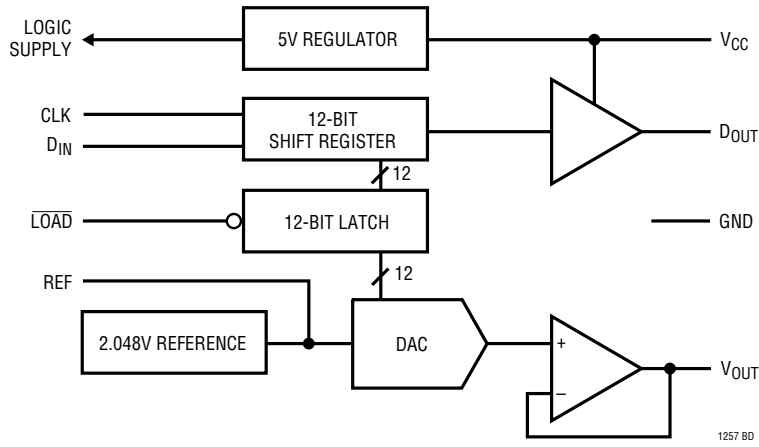 LOGIC
SUPPLY
5V REGULATOR
VCC
CLK
DIN
12-BIT
SHIFT REGISTER
DOUT
12
LOAD
12-BIT LATCH
GND
12
REF
2.048V REFERENCE
DAC
+
–
VOUT
1257 BD